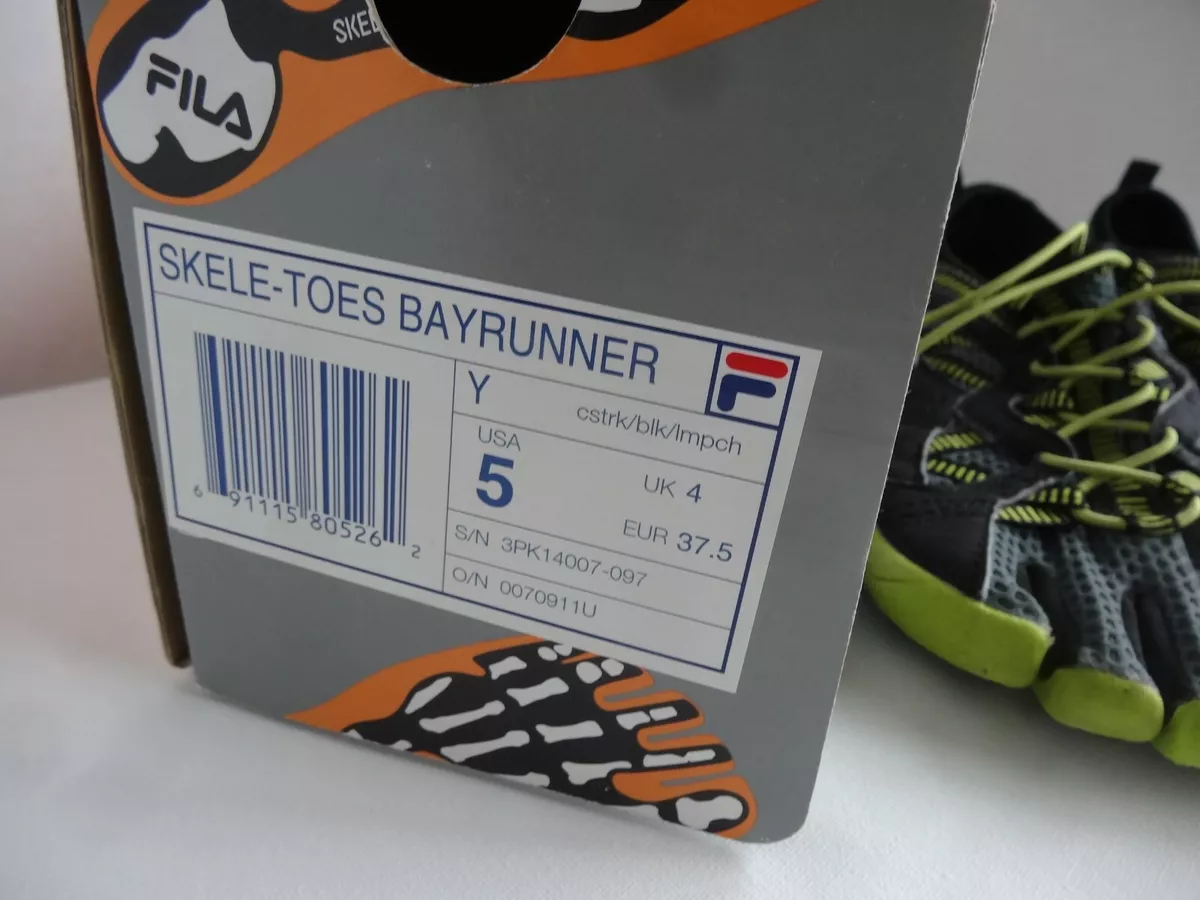 FILA
SKELE-TOES BAYRUNNER
Y
cstrk/blk/lmpch
USA
5
UK 4
EUR 37.5
S/N 3PK14007-097
O/N 0070911U
6 91115 80526 2